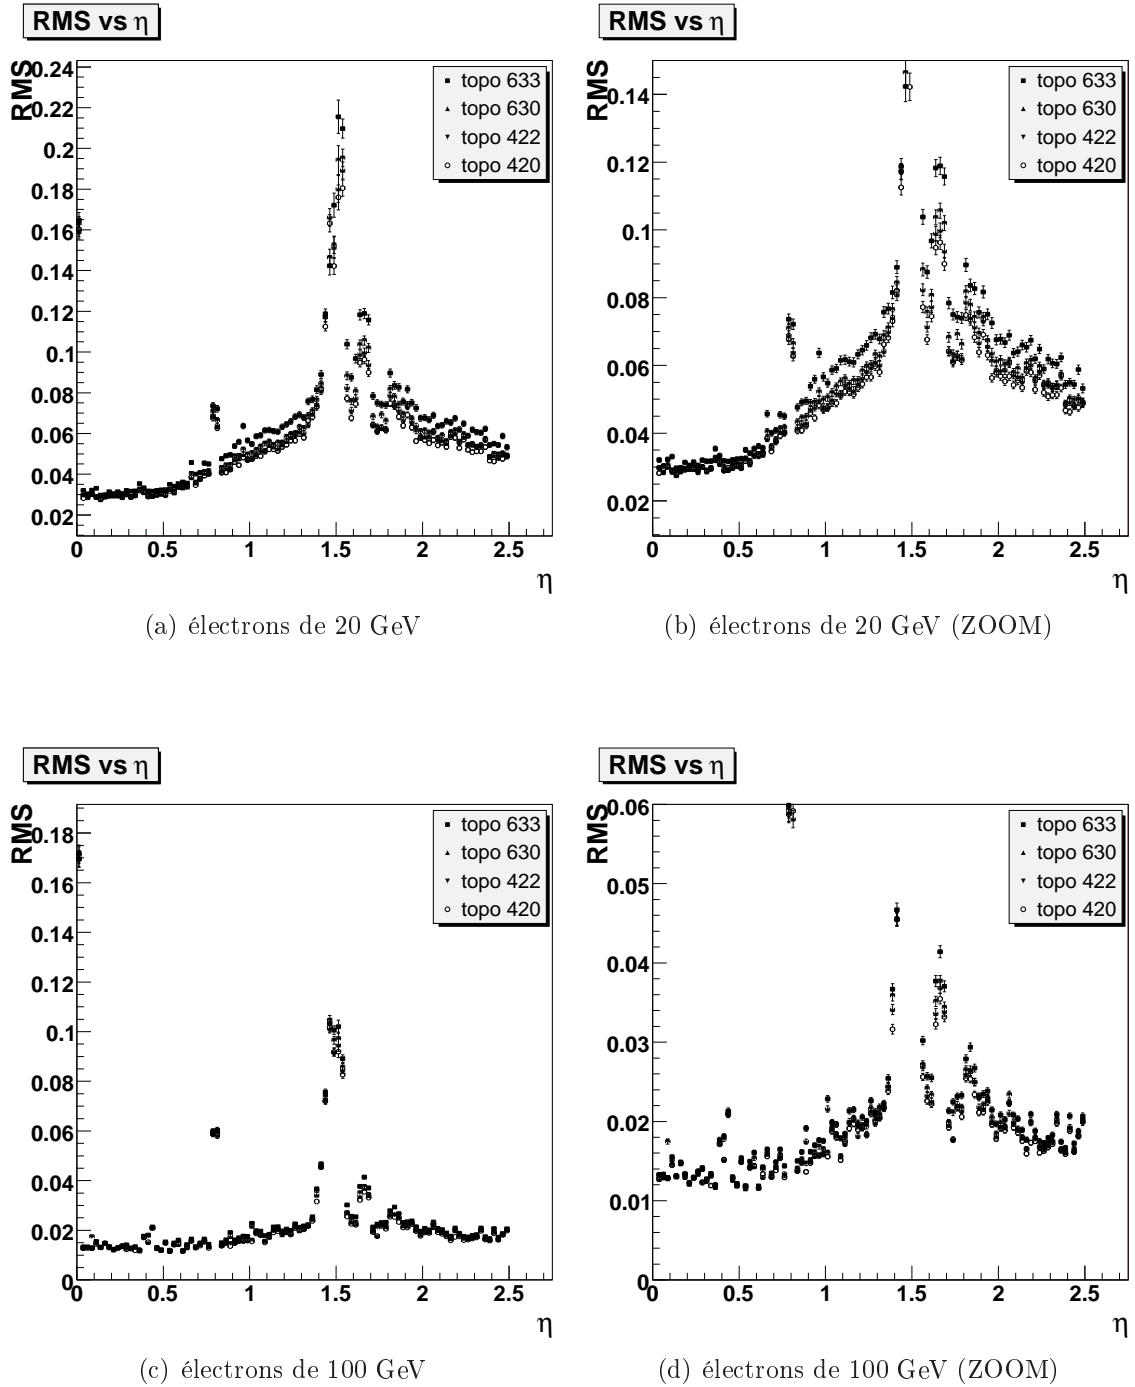 RMS vs η
RMS
0.24
0.22
0.2
0.18
0.16
0.14
0.12
0.1
0.08
0.06
0.04
0.02
0 0.5 1 1.5 2 2.5
η
topo 633
topo 630
topo 422
topo 420
(a) électrons de 20 GeV
RMS vs η
RMS
0.14
0.12
0.1
0.08
0.06
0.04
0.02
0 0.5 1 1.5 2 2.5
η
topo 633
topo 630
topo 422
topo 420
(b) électrons de 20 GeV (ZOOM)
RMS vs η
RMS
0.18
0.16
0.14
0.12
0.1
0.08
0.06
0.04
0.02
0
0 0.5 1 1.5 2 2.5
η
topo 633
topo 630
topo 422
topo 420
(c) électrons de 100 GeV
RMS vs η
RMS
0.06
0.05
0.04
0.03
0.02
0.01
0
0 0.5 1 1.5 2 2.5
η
topo 633
topo 630
topo 422
topo 420
(d) électrons de 100 GeV (ZOOM)